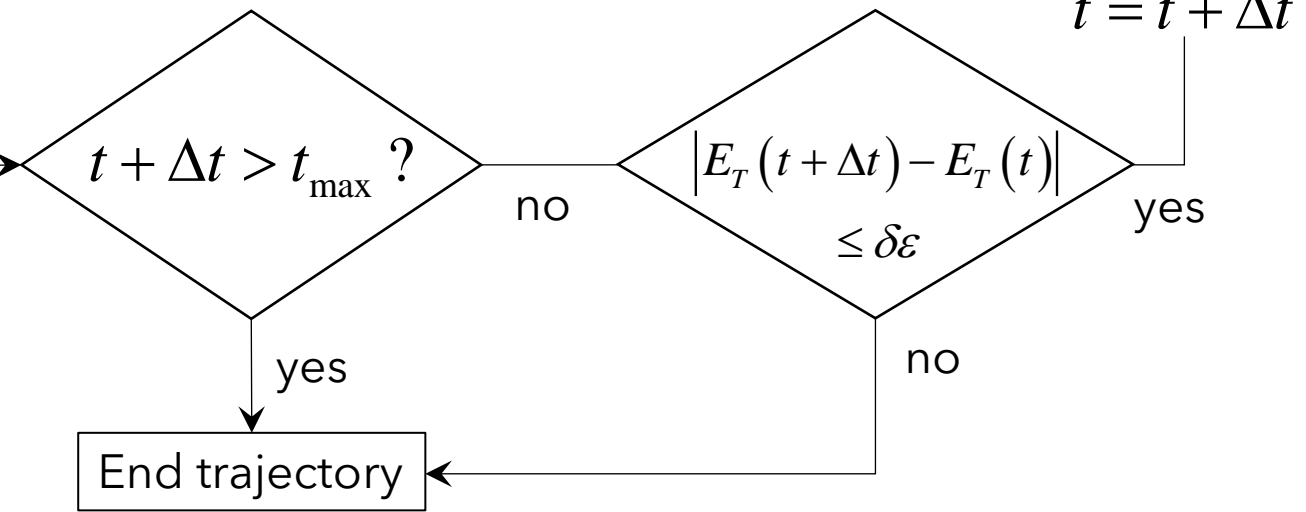 t = t + Δt
t + Δt > t_max ?
|E_T (t + Δt) − E_T (t)|
≤ δε
no
yes
yes
no
End trajectory